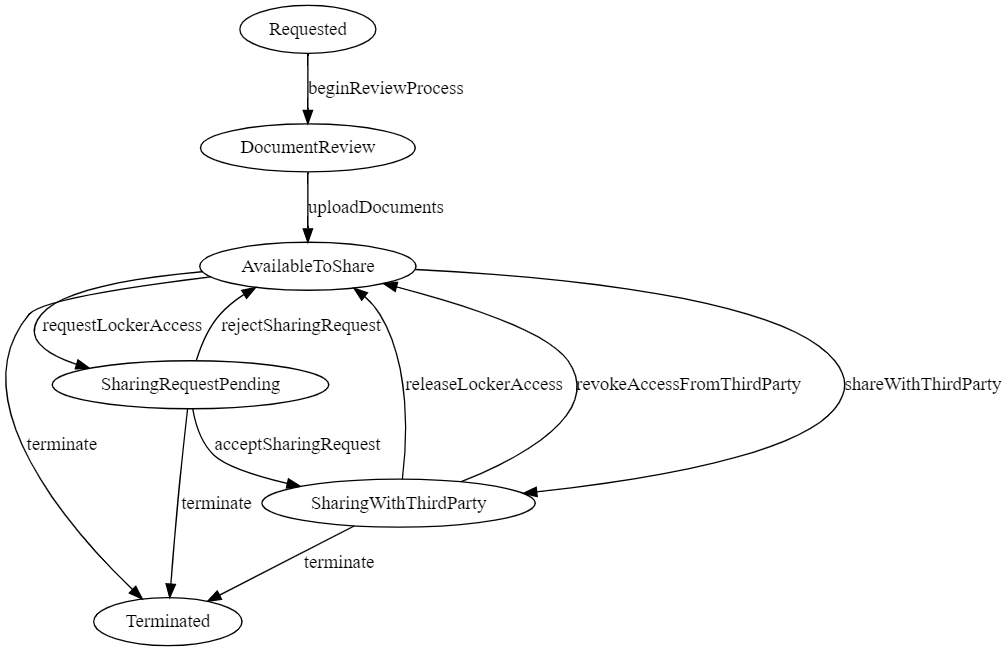 Requested
beginReviewProcess
DocumentReview
uploadDocuments
AvailableToShare
requestLockerAccess
rejectSharingRequest
SharingRequestPending
releaseLockerAccess
revokeAccessFromThirdParty
shareWithThirdParty
terminate
acceptSharingRequest
terminate
SharingWithThirdParty
terminate
Terminated